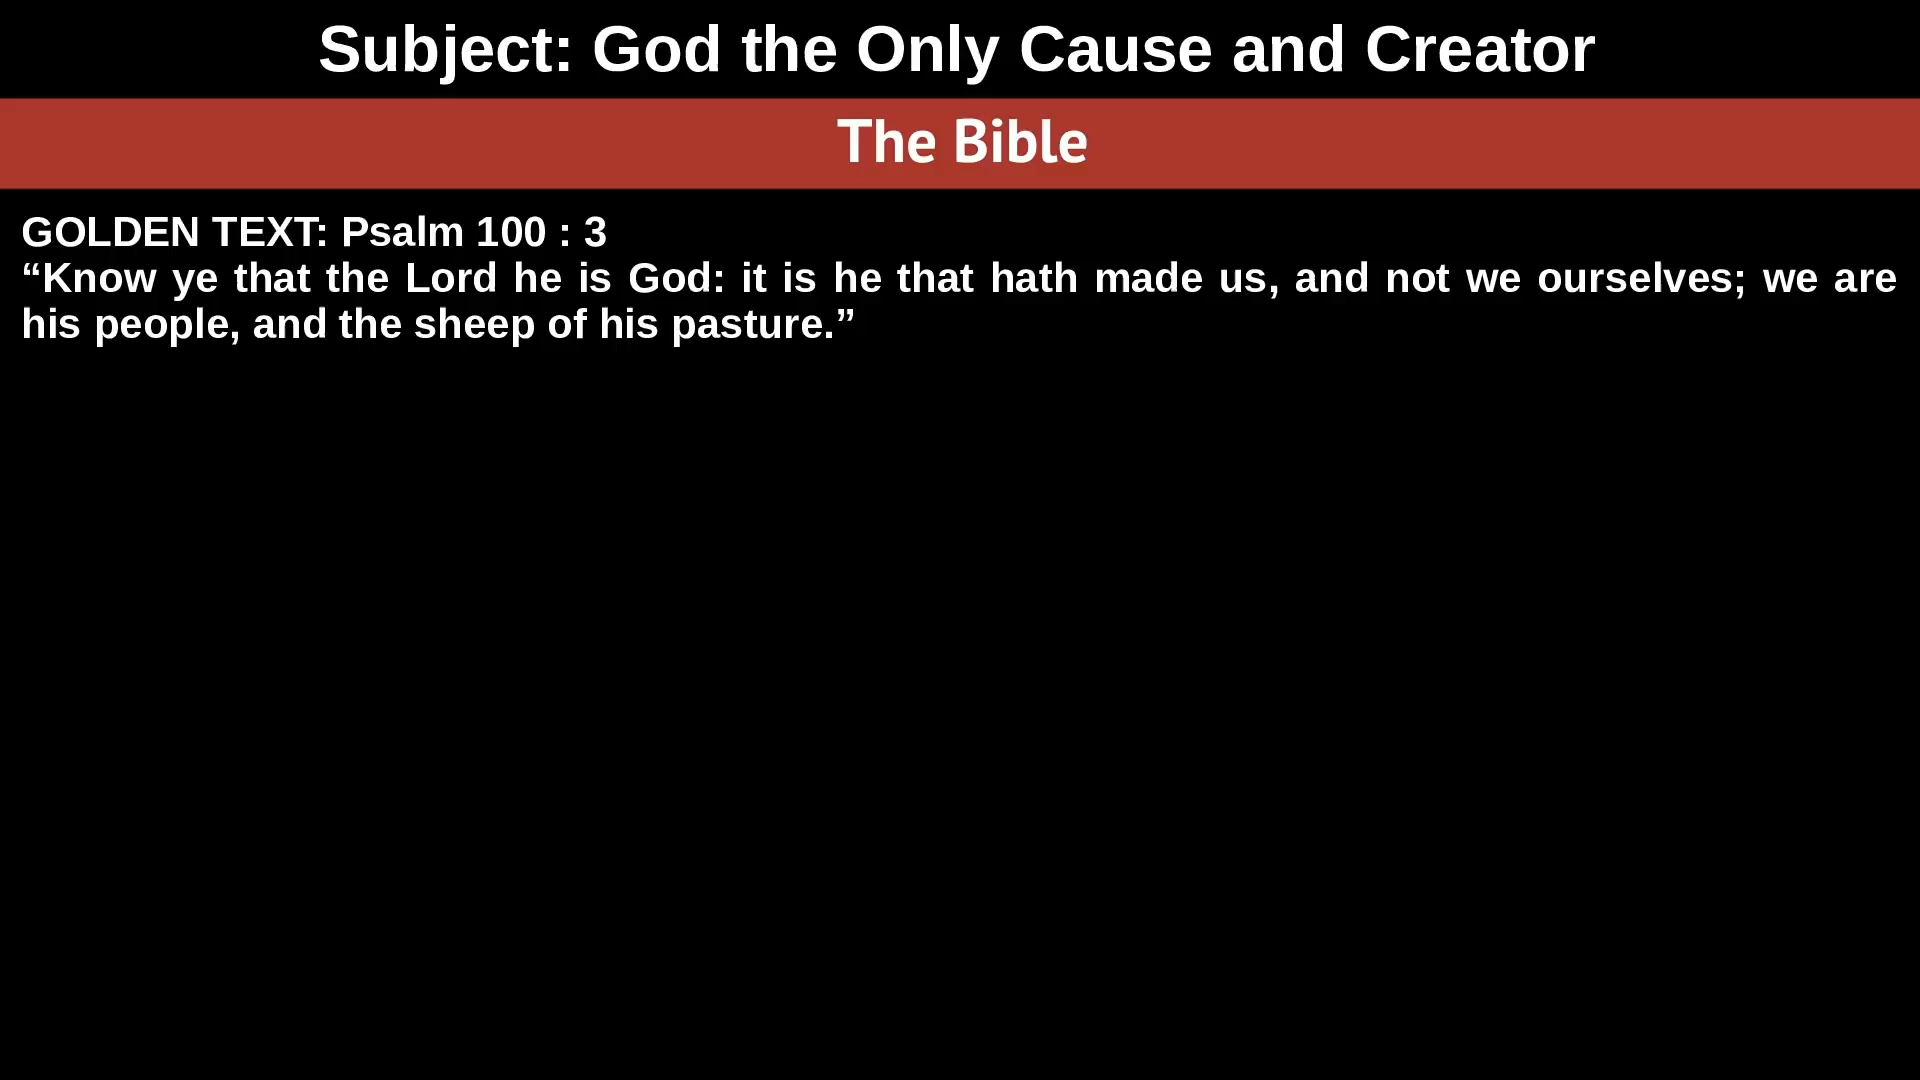 Subject: God the Only Cause and Creator
The Bible
GOLDEN TEXT: Psalm 100 : 3
“Know ye that the Lord he is God: it is he that hath made us, and not we ourselves; we are
his people, and the sheep of his pasture.”